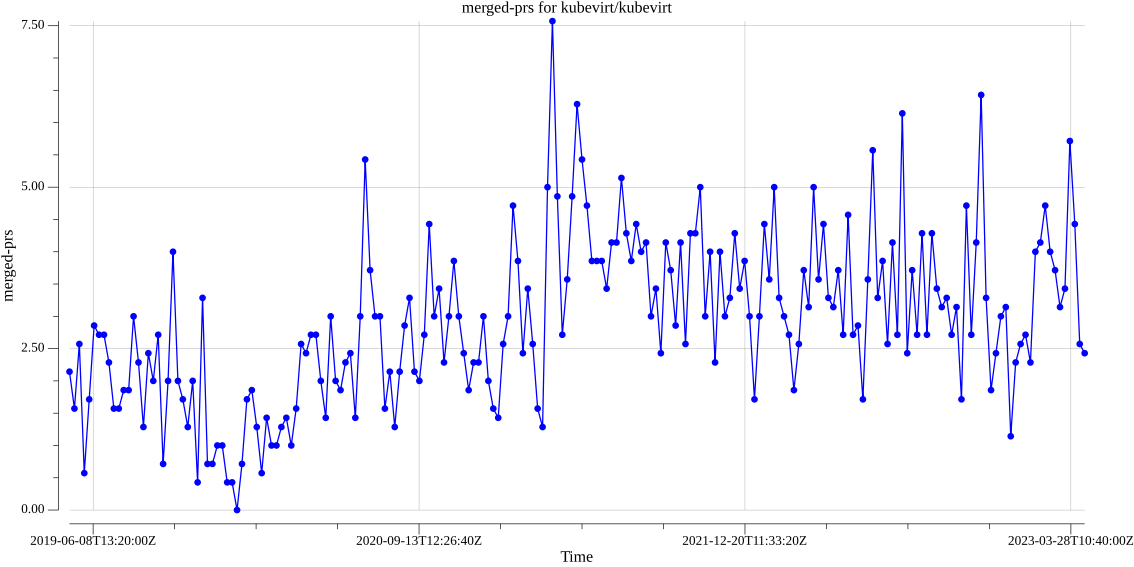 merged-prs for kubevirt/kubevirt
7.50
5.00
merged-prs
2.50
0.00
2019-06-08T13:20:00Z
2020-09-13T12:26:40Z
2021-12-20T11:33:20Z
2023-03-28T10:40:00Z
Time